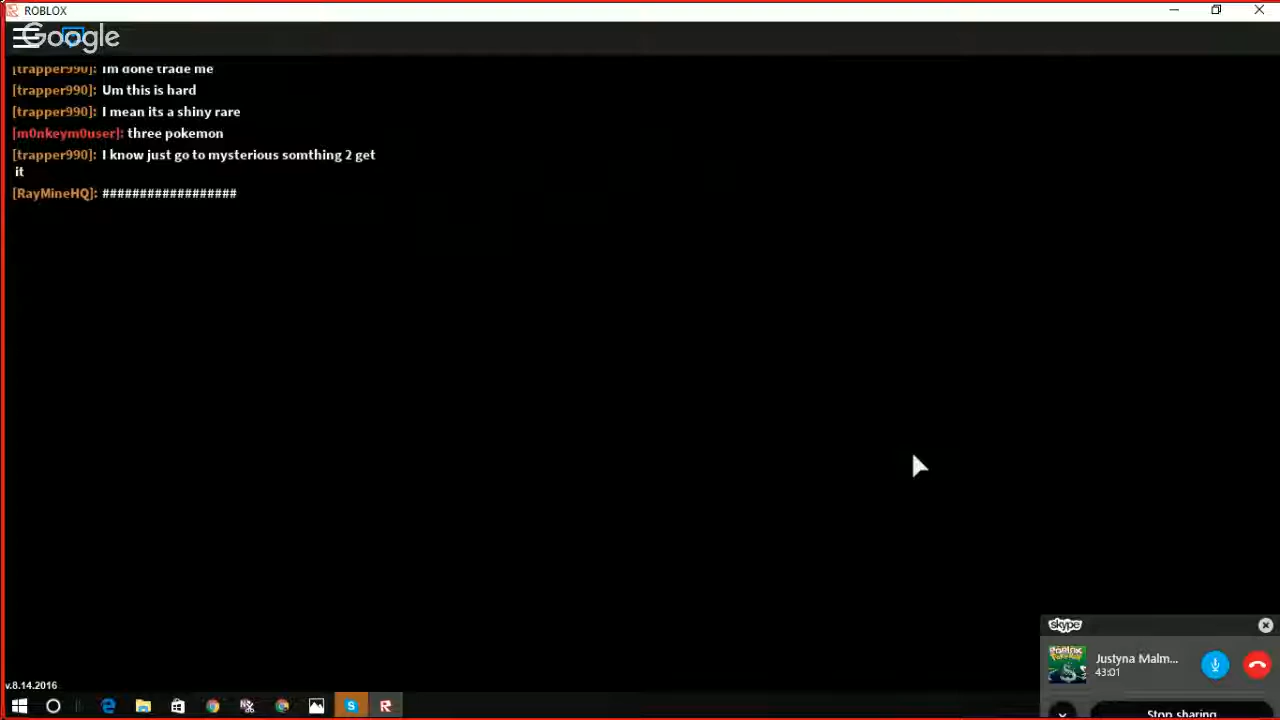 ROBLOX
Google
[trapper990]: Im done trade me
[trapper990]: Um this is hard
[trapper990]: I mean its a shiny rare
[m0nkeym0user]: three pokemon
[trapper990]: I know just go to mysterious somthing 2 get
it
[RayMineHQ]: ##################
skype
Justyna Malm...
43:01
Stop sharing
v.8.14.2016